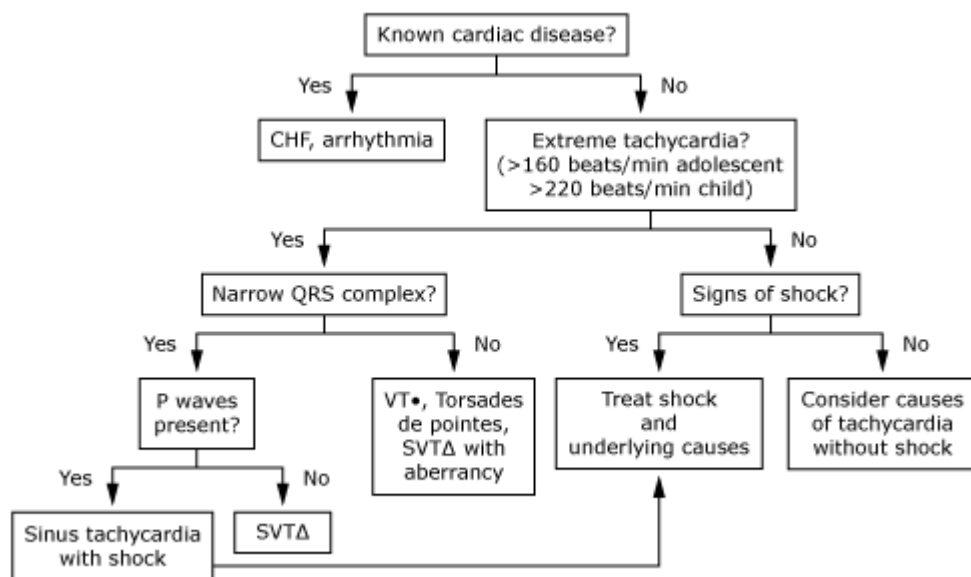 Known cardiac disease?
Yes
No
CHF, arrhythmia
Extreme tachycardia?
(>160 beats/min adolescent
>220 beats/min child)
Yes
No
Narrow QRS complex?
Signs of shock?
Yes
No
Yes
No
P waves
present?
VT•, Torsades
de pointes,
SVTΔ with
aberrancy
Treat shock
and
underlying causes
Consider causes
of tachycardia
without shock
Yes
No
Sinus tachycardia
with shock
SVTΔ